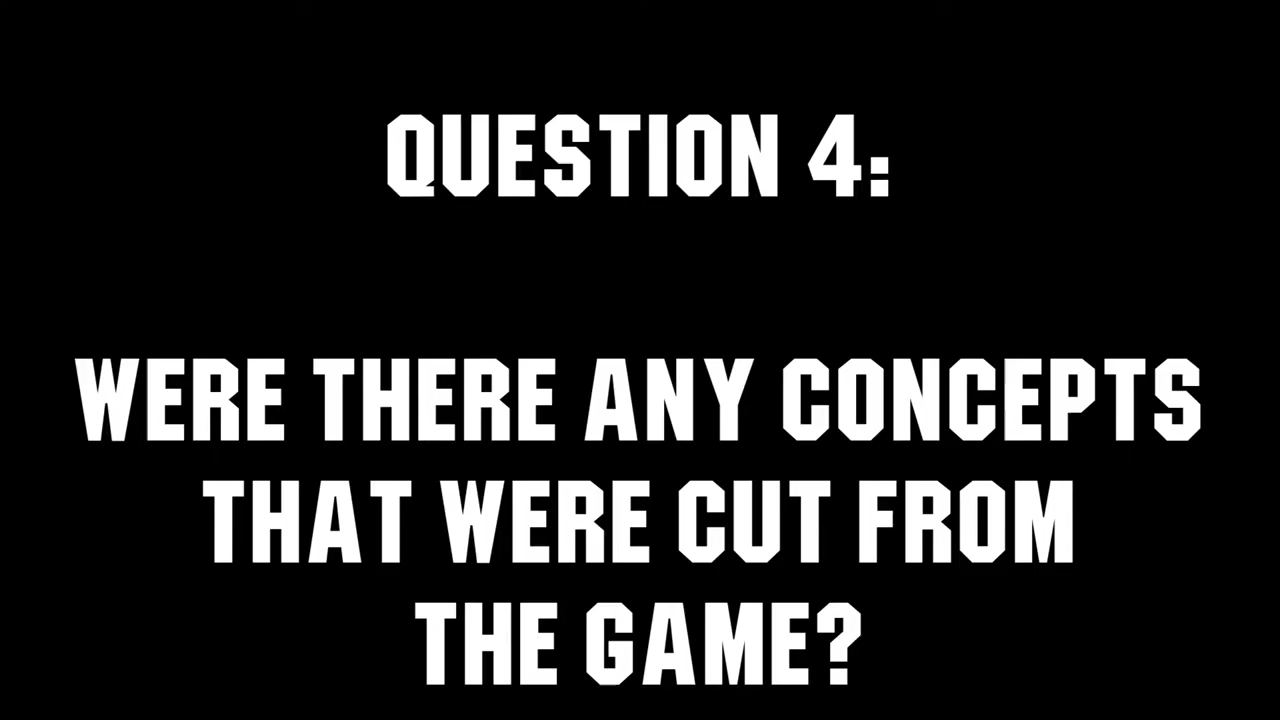 QUESTION 4:
WERE THERE ANY CONCEPTS
THAT WERE CUT FROM
THE GAME?